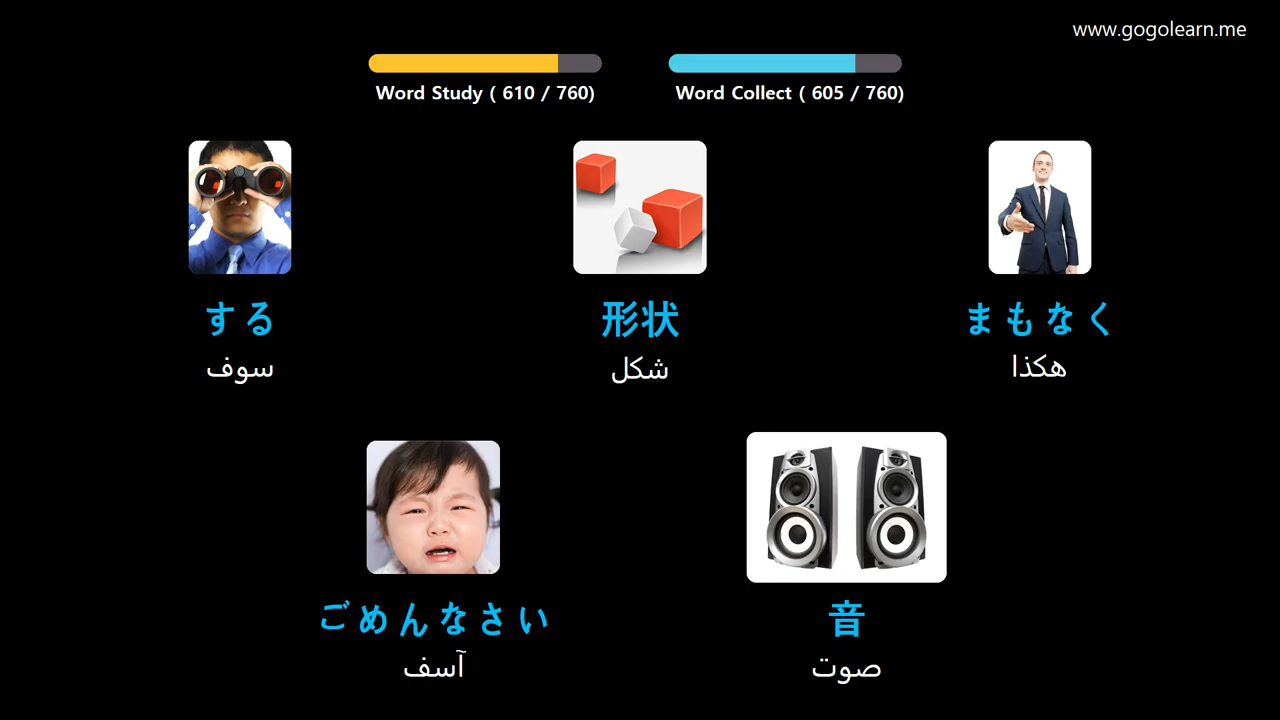 www.gogolearn.me
Word Study ( 610 / 760)
Word Collect ( 605 / 760)
する
سوف
形状
شكل
まもなく
هكذا
ごめんなさい
آسف
音
صوت